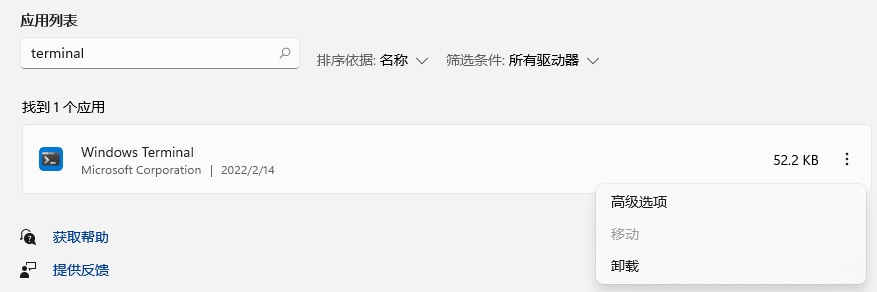 应用列表
terminal
排序依据: 名称 筛选条件: 所有驱动器
找到 1 个应用
Windows Terminal
Microsoft Corporation | 2022/2/14
52.2 KB
高级选项
移动
卸载
获取帮助
提供反馈